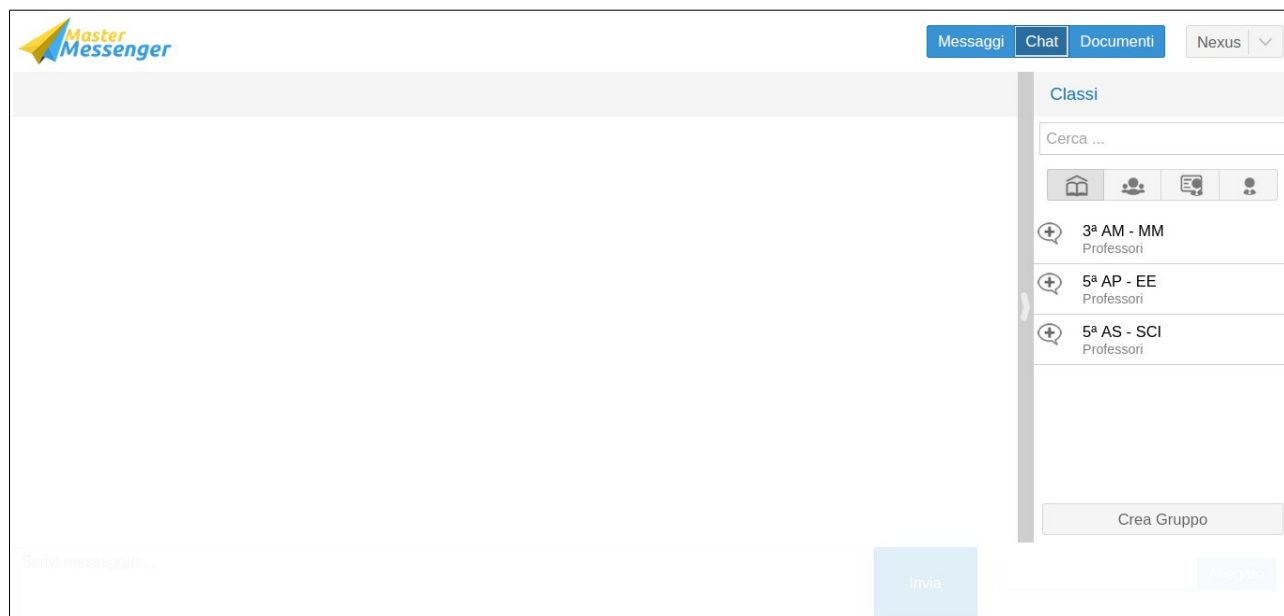 Master
Messenger
Messaggi Chat Documenti Nexus
Classi
Cerca ...
3ª AM - MM
Professori
5ª AP - EE
Professori
5ª AS - SCI
Professori
Crea Gruppo
Scrivi messaggio ...
Invia
Allegato